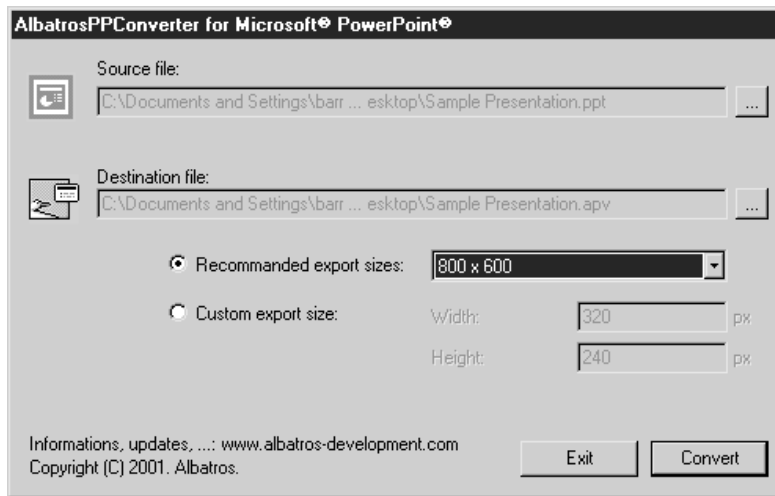 AlbatrosPPConverter for Microsoft® PowerPoint®
Source file:
C:\Documents and Settings\barr ... esktop\Sample Presentation.ppt
...
Destination file:
C:\Documents and Settings\barr ... esktop\Sample Presentation.apv
...
Recommanded export sizes: 800 x 600
Custom export size: Width: 320 px
Height: 240 px
Informations, updates, ...: www.albatros-development.com
Copyright (C) 2001. Albatros.
Exit Convert